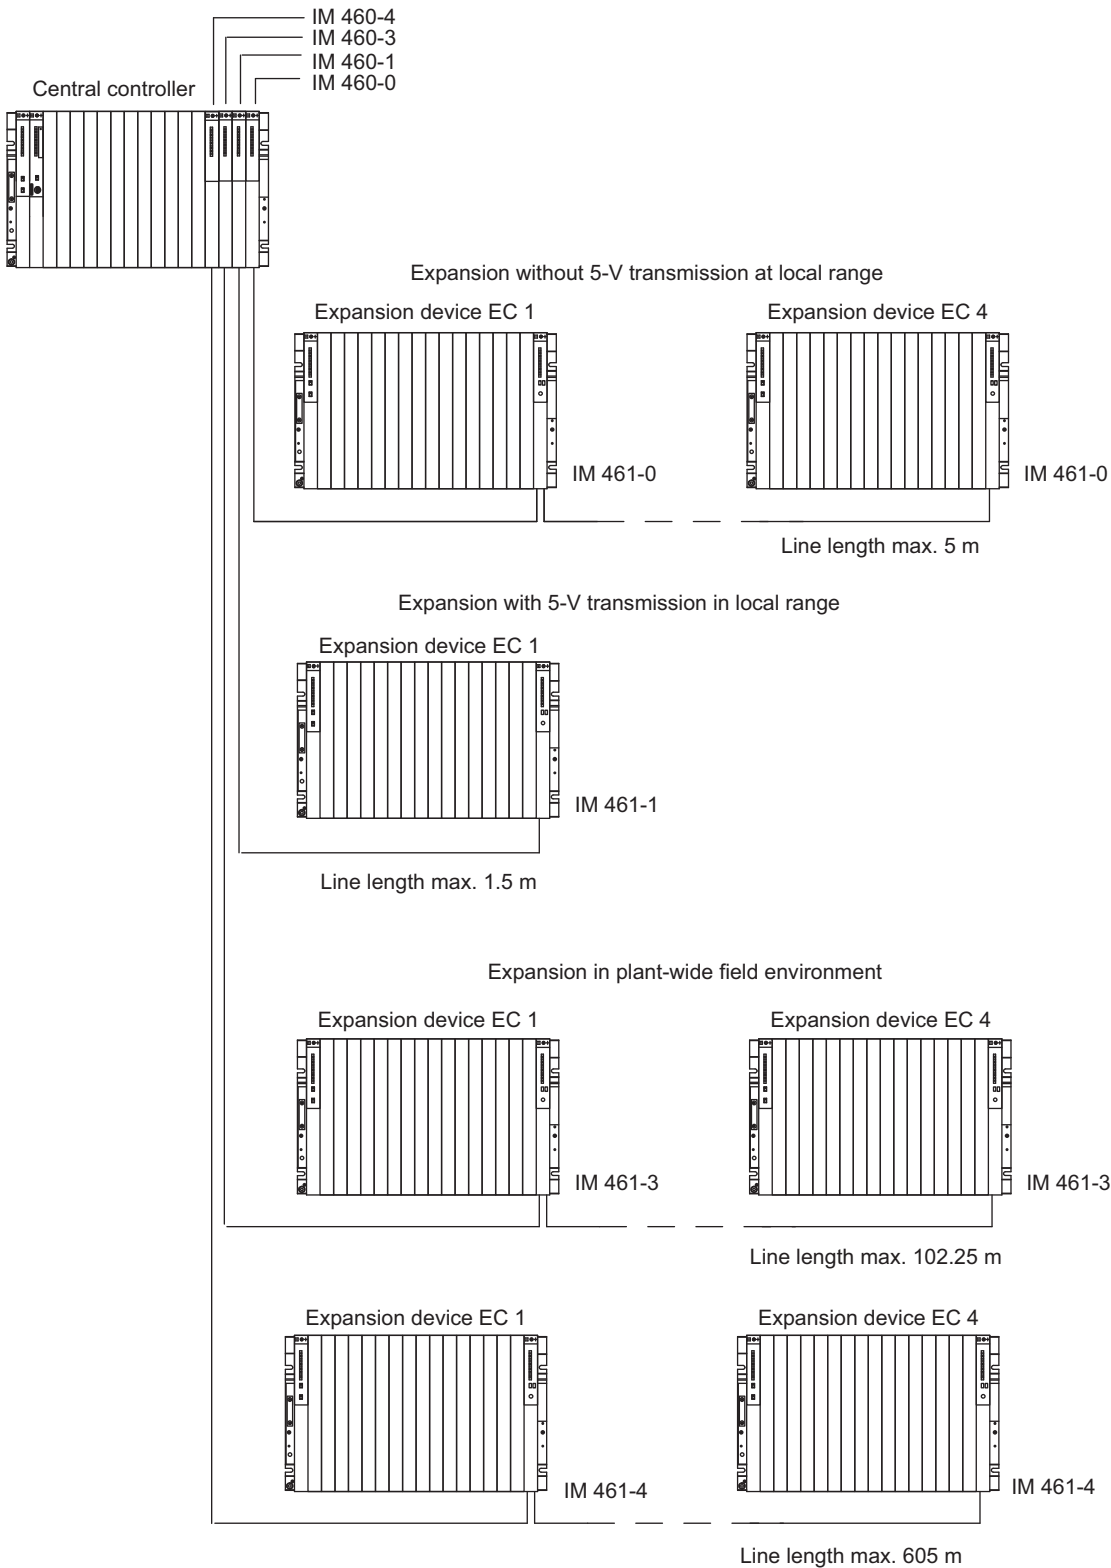 IM 460-4
IM 460-3
IM 460-1
IM 460-0
Central controller
Expansion without 5-V transmission at local range
Expansion device EC 1
Expansion device EC 4
IM 461-0
IM 461-0
Line length max. 5 m
Expansion with 5-V transmission in local range
Expansion device EC 1
IM 461-1
Line length max. 1.5 m
Expansion in plant-wide field environment
Expansion device EC 1
Expansion device EC 4
IM 461-3
IM 461-3
Line length max. 102.25 m
Expansion device EC 1
Expansion device EC 4
IM 461-4
IM 461-4
Line length max. 605 m